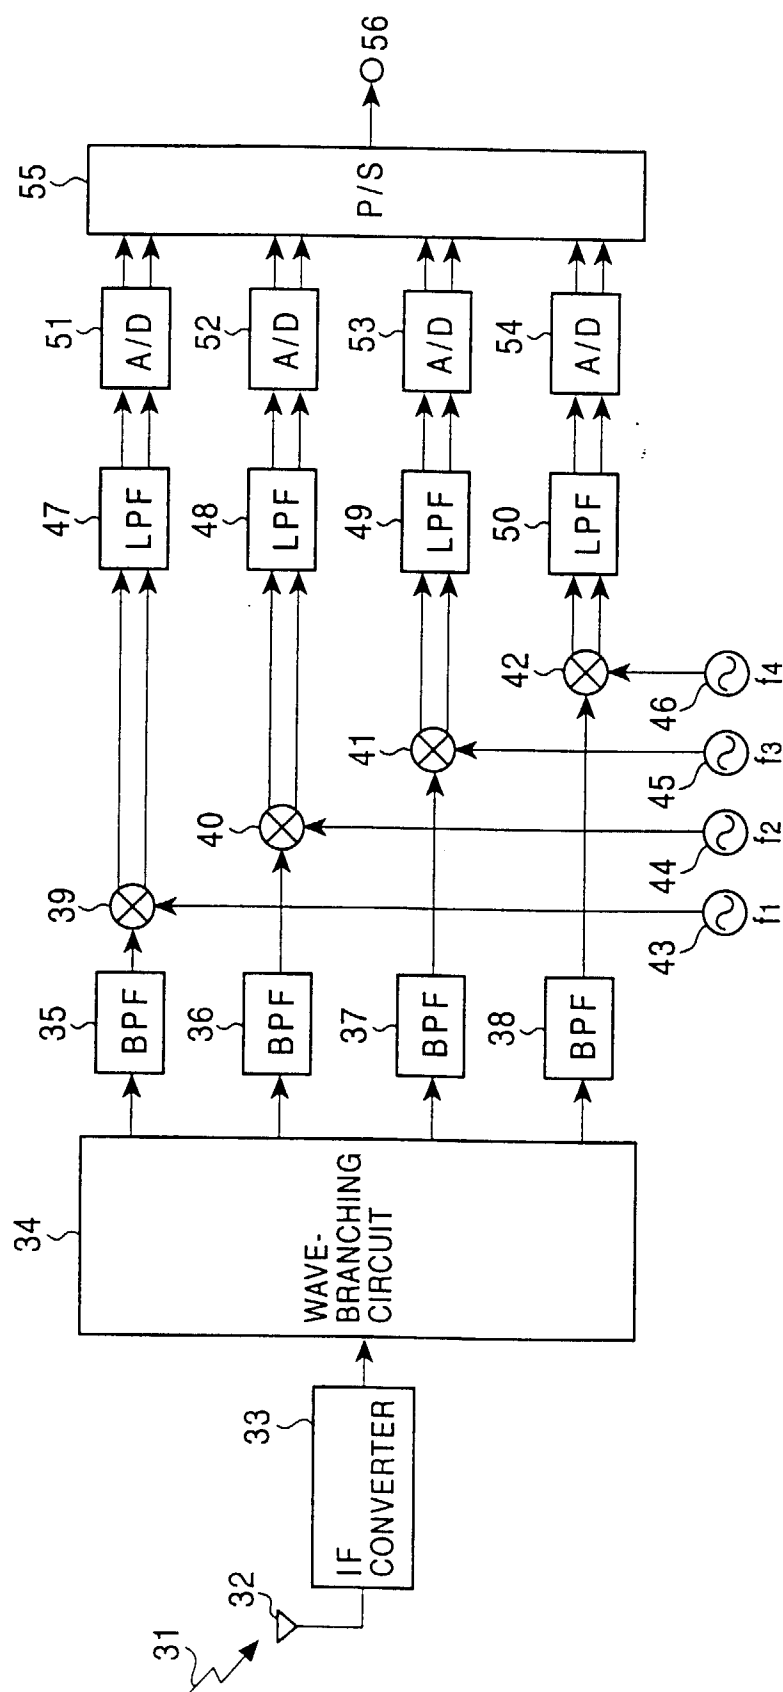 31
32
33
IF
CONVERTER
34
WAVE-
BRANCHING
CIRCUIT
35
BPF
36
BPF
37
BPF
38
BPF
39
40
41
42
43
f1
44
f2
45
f3
46
f4
47
LPF
48
LPF
49
LPF
50
LPF
51
A/D
52
A/D
53
A/D
54
A/D
55
P/S
56